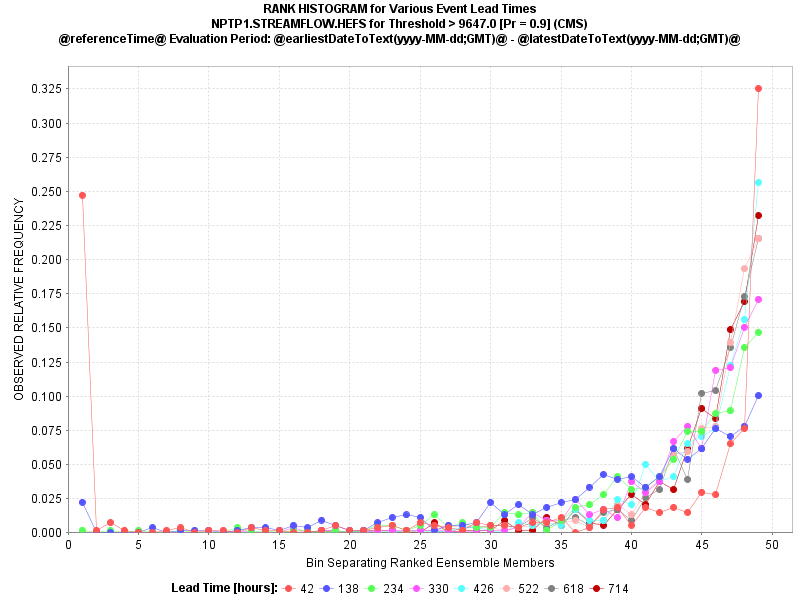 RANK HISTOGRAM for Various Event Lead Times
NPTP1.STREAMFLOW.HEFS for Threshold > 9647.0 [Pr = 0.9] (CMS)
@referenceTime@ Evaluation Period: @earliestDateToText(yyyy-MM-dd;GMT)@ - @latestDateToText(yyyy-MM-dd;GMT)@
OBSERVED RELATIVE FREQUENCY
0.325
0.300
0.275
0.250
0.225
0.200
0.175
0.150
0.125
0.100
0.075
0.050
0.025
0.000
0 5 10 15 20 25 30 35 40 45 50
Bin Separating Ranked Eensemble Members
Lead Time [hours]: 42 138 234 330 426 522 618 714